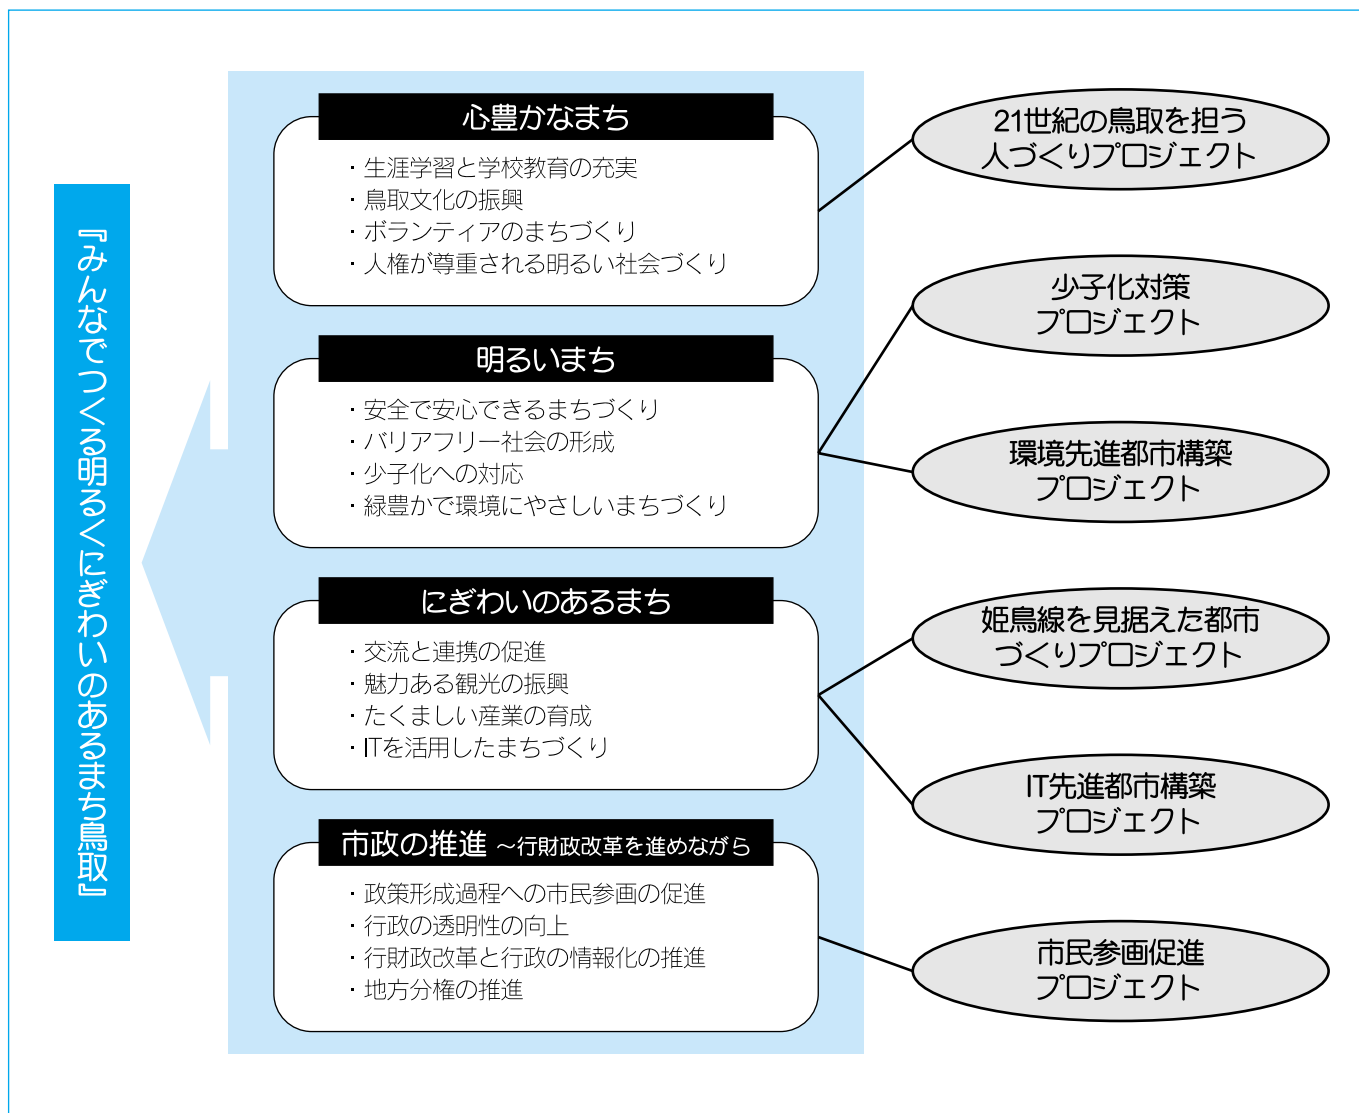 『みんなでつくる明るくにぎわいのあるまち鳥取』
心豊かなまち
・生涯学習と学校教育の充実
・鳥取文化の振興
・ボランティアのまちづくり
・人権が尊重される明るい社会づくり
明るいまち
・安全で安心できるまちづくり
・バリアフリー社会の形成
・少子化への対応
・緑豊かで環境にやさしいまちづくり
にぎわいのあるまち
・交流と連携の促進
・魅力ある観光の振興
・たくましい産業の育成
・ITを活用したまちづくり
市政の推進 ～行財政改革を進めながら
・政策形成過程への市民参画の促進
・行政の透明性の向上
・行財政改革と行政の情報化の推進
・地方分権の推進
21世紀の鳥取を担う
人づくりプロジェクト
少子化対策
プロジェクト
環境先進都市構築
プロジェクト
姫鳥線を見据えた都市
づくりプロジェクト
IT先進都市構築
プロジェクト
市民参画促進
プロジェクト